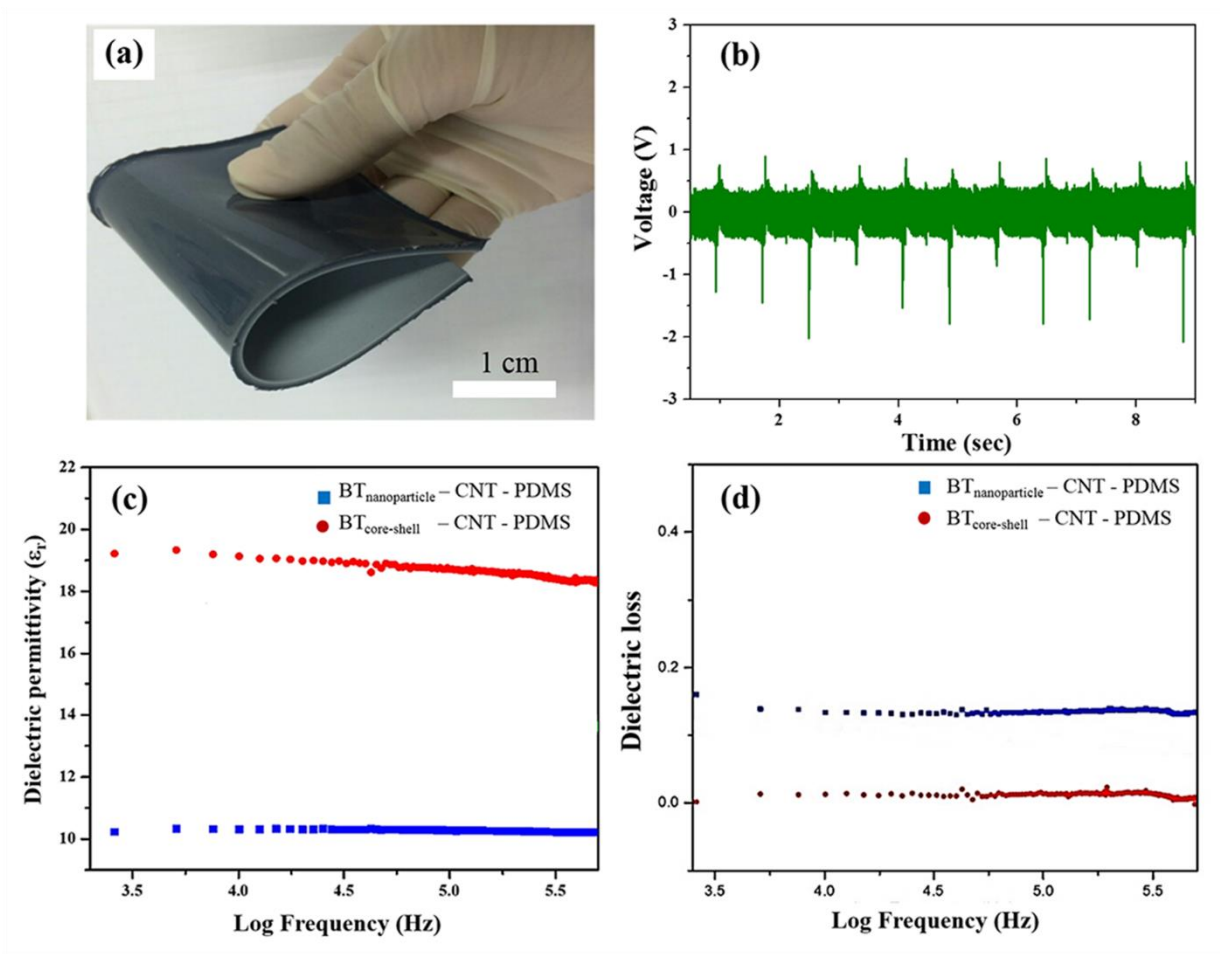 (a)
1 cm
(b)
3
2
1
0
-1
-2
-3
Voltage (V)
2
4
6
8
Time (sec)
(c)
BTnanoparticle – CNT - PDMS
BTcore-shell – CNT - PDMS
22
20
18
16
14
12
10
Dielectric permittivity (εr)
3.5
4.0
4.5
5.0
5.5
Log Frequency (Hz)
(d)
BTnanoparticle – CNT - PDMS
BTcore-shell – CNT - PDMS
0.4
0.2
0.0
Dielectric loss
3.5
4.0
4.5
5.0
5.5
Log Frequency (Hz)